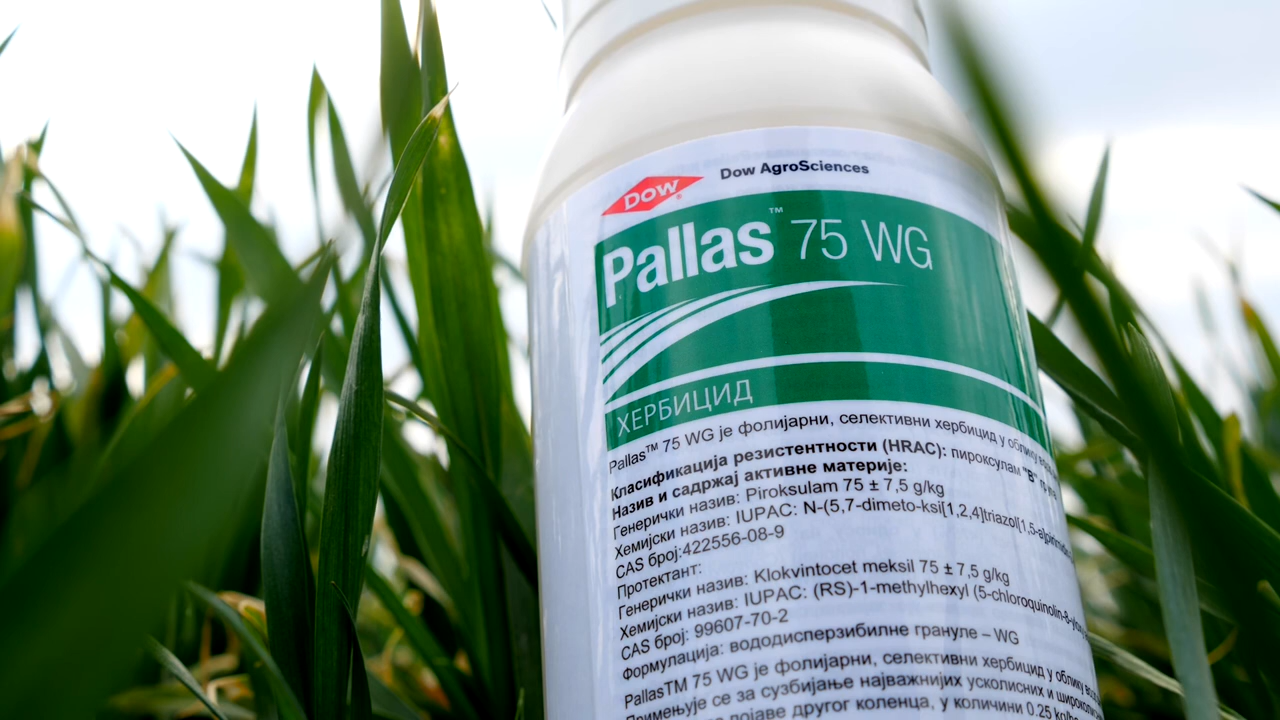 Dow
Dow AgroSciences
Pallas™ 75 WG
ХЕРБИЦИД
Pallas™ 75 WG је фолијарни, селективни хербицид у облику
Класификација резистентности (HRAC): пироксулам "B"
Назив и садржај активне материје:
Генерички назив: Piroksulam 75 ± 7,5 g/kg
Хемијски назив: IUPAC: N-(5,7-dimeto-ksi[1,2,4]triazol[1,5-a]
CAS број:422556-08-9
Протектант:
Генерички назив: Klokvintocet meksil 75 ± 7,5 g/kg
Хемијски назив: IUPAC: (RS)-1-methylhexyl (5-chloroquinolin-8-
CAS број: 99607-70-2
Формулација: вододисперзибилне грануле – WG
PallasTM 75 WG је фолијарни, селективни хербицид у облику
Примењује се за сузбијање најважнијих усколисних и
појаве другог коленца, у количини 0.25